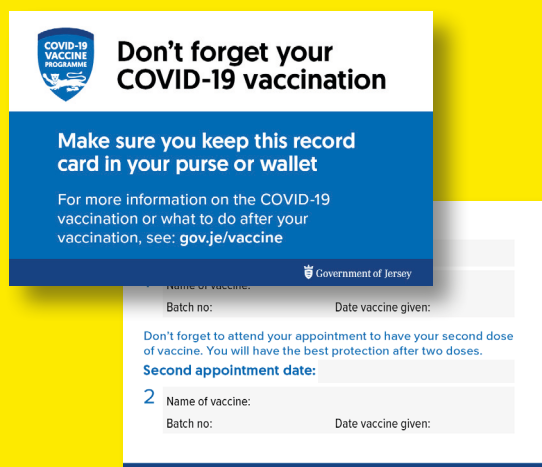 COVID-19
VACCINE
PROGRAMME
Don't forget your
COVID-19 vaccination
Make sure you keep this record
card in your purse or wallet
For more information on the COVID-19
vaccination or what to do after your
vaccination, see: gov.je/vaccine
Government of Jersey
Name of vaccine:
Batch no: Date vaccine given:
Don't forget to attend your appointment to have your second dose
of vaccine. You will have the best protection after two doses.
Second appointment date:
2 Name of vaccine:
Batch no: Date vaccine given: